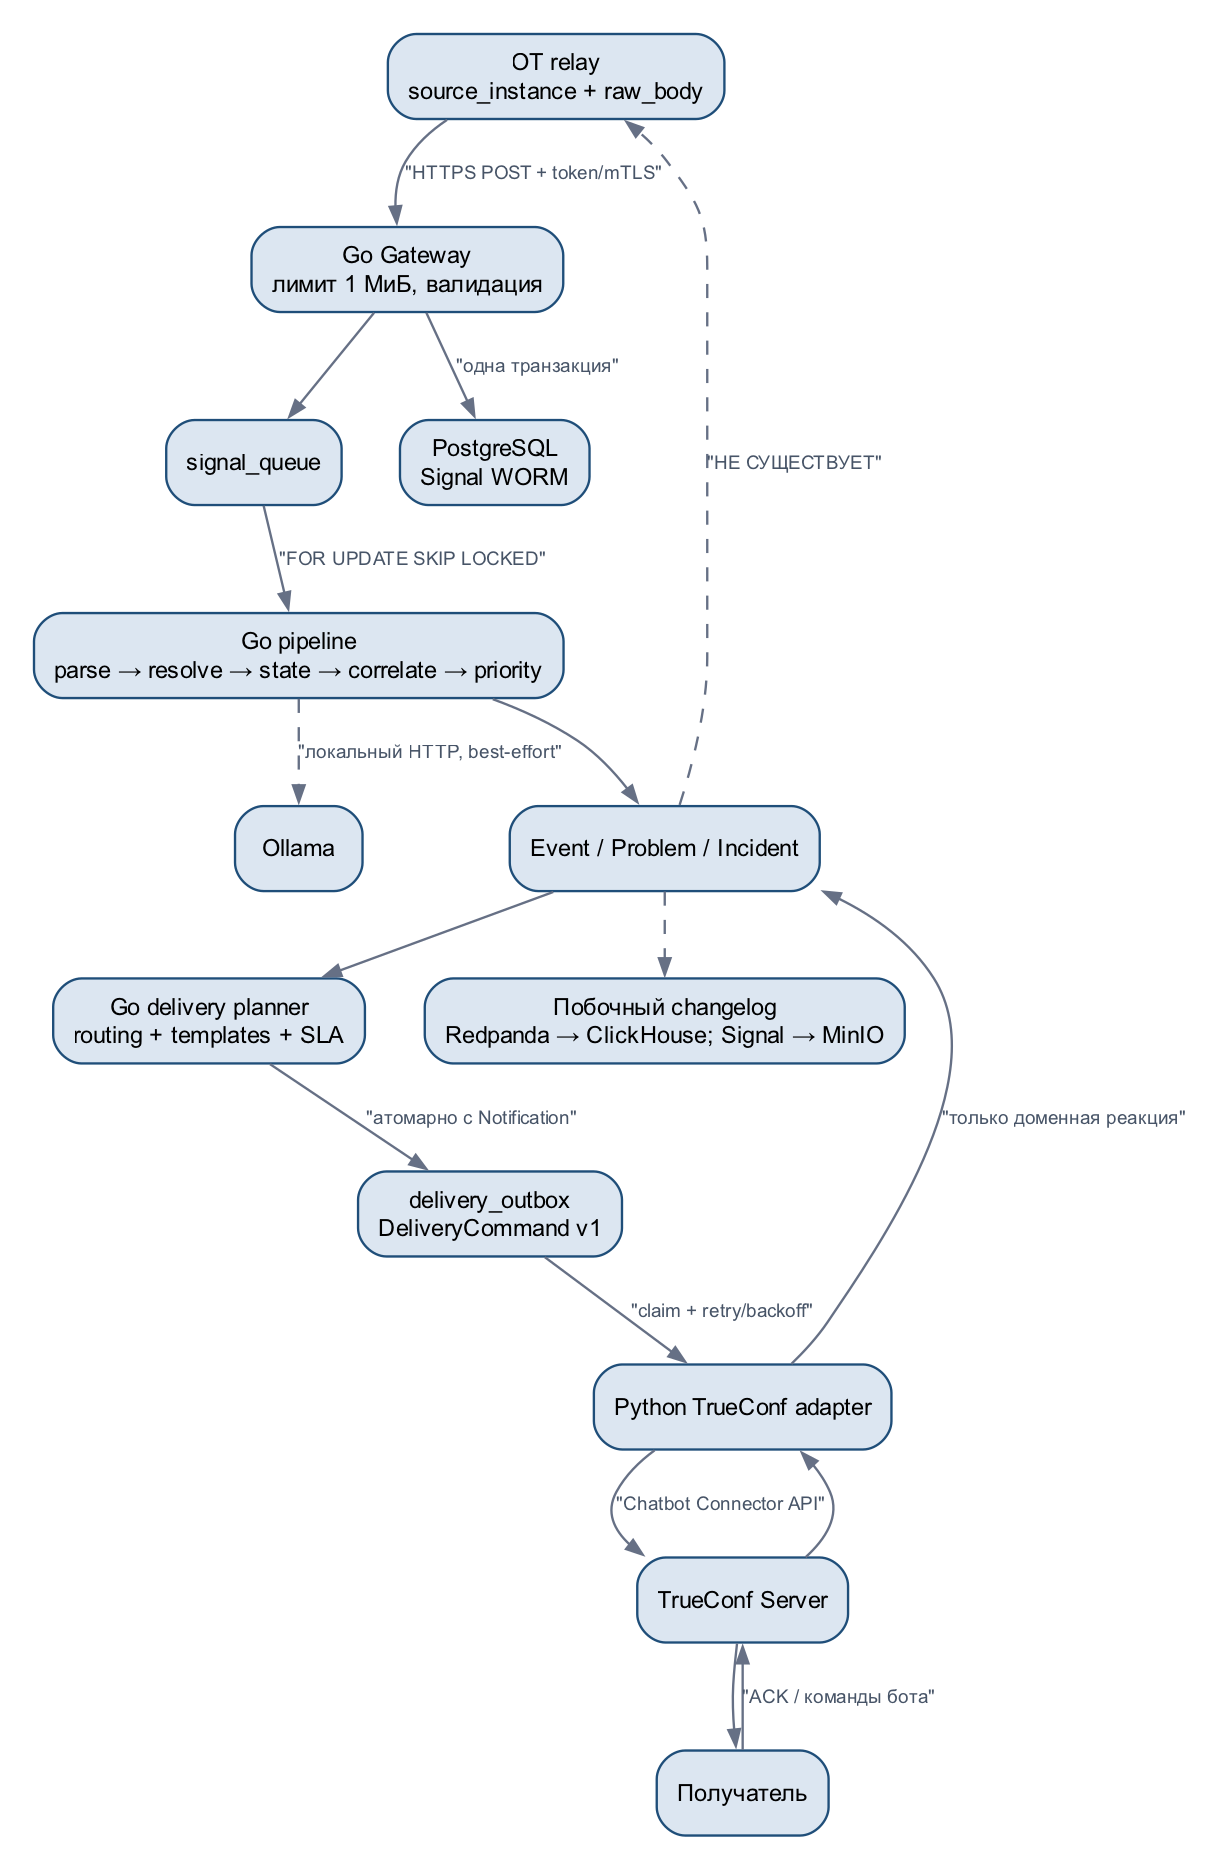 OT relay
source_instance + raw_body
"HTTPS POST + token/mTLS"
Go Gateway
лимит 1 МиБ, валидация
"одна транзакция"
signal_queue
PostgreSQL
Signal WORM
"НЕ СУЩЕСТВУЕТ"
"FOR UPDATE SKIP LOCKED"
Go pipeline
parse → resolve → state → correlate → priority
"локальный HTTP, best-effort"
Ollama
Event / Problem / Incident
Go delivery planner
routing + templates + SLA
Побочный changelog
Redpanda → ClickHouse; Signal → MinIO
"атомарно с Notification"
"только доменная реакция"
delivery_outbox
DeliveryCommand v1
"claim + retry/backoff"
Python TrueConf adapter
"Chatbot Connector API"
TrueConf Server
"ACK / команды бота"
Получатель